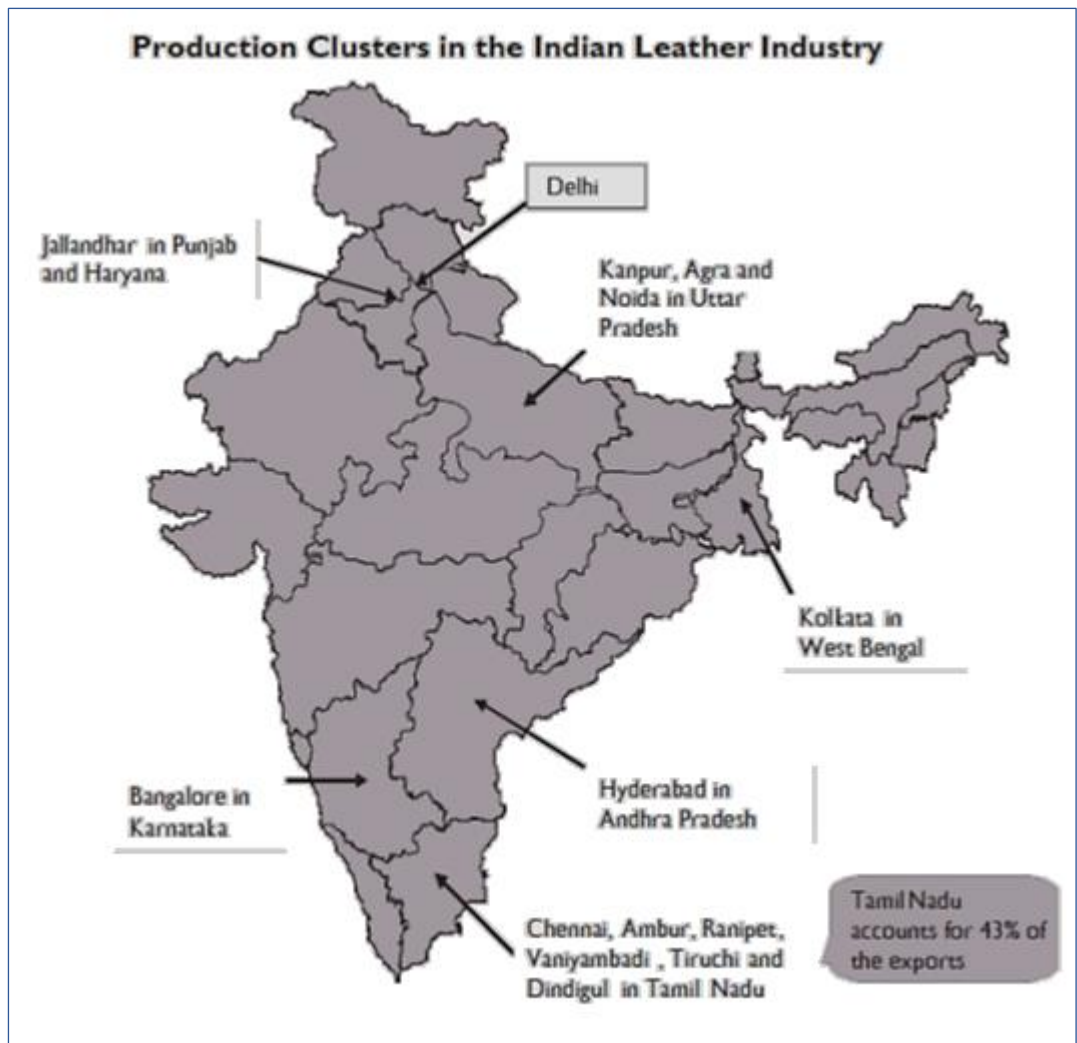 Production Clusters in the Indian Leather Industry
Delhi
Jallandhar in Punjab
and Haryana
Kanpur, Agra and
Noida in Uttar
Pradesh
Kolkata in
West Bengal
Hyderabad in
Andhra Pradesh
Bangalore in
Karnataka
Tamil Nadu
accounts for 43% of
the exports
Chennai, Ambur, Ranipet,
Vaniyambadi , Tiruchi and
Dindigul in Tamil Nadu